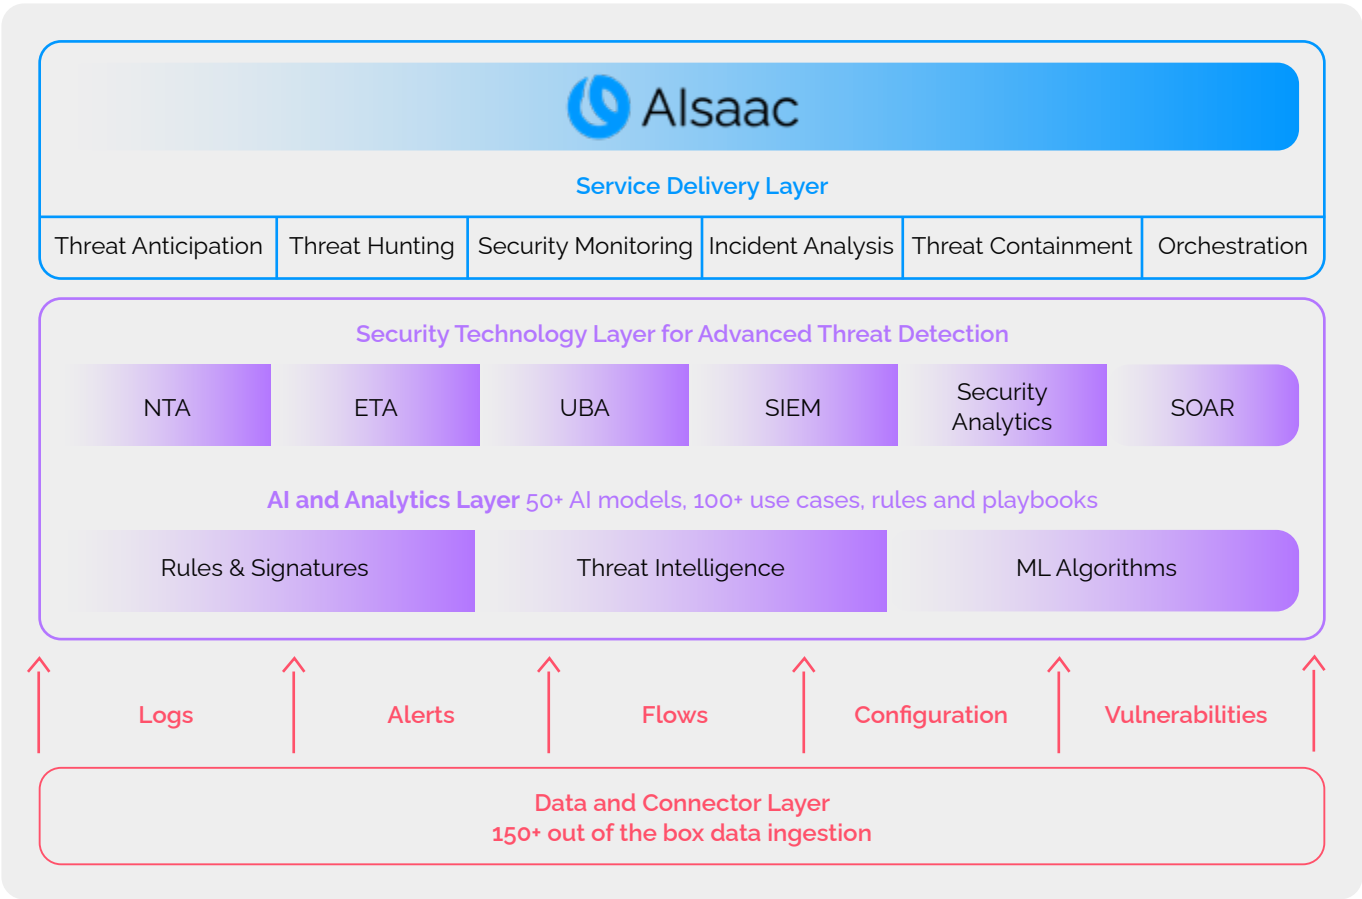 AIsaac
Service Delivery Layer
Threat Anticipation
Threat Hunting
Security Monitoring
Incident Analysis
Threat Containment
Orchestration
Security Technology Layer for Advanced Threat Detection
NTA
ETA
UBA
SIEM
Security
Analytics
SOAR
AI and Analytics Layer 50+ AI models, 100+ use cases, rules and playbooks
Rules & Signatures
Threat Intelligence
ML Algorithms
Logs
Alerts
Flows
Configuration
Vulnerabilities
Data and Connector Layer
150+ out of the box data ingestion